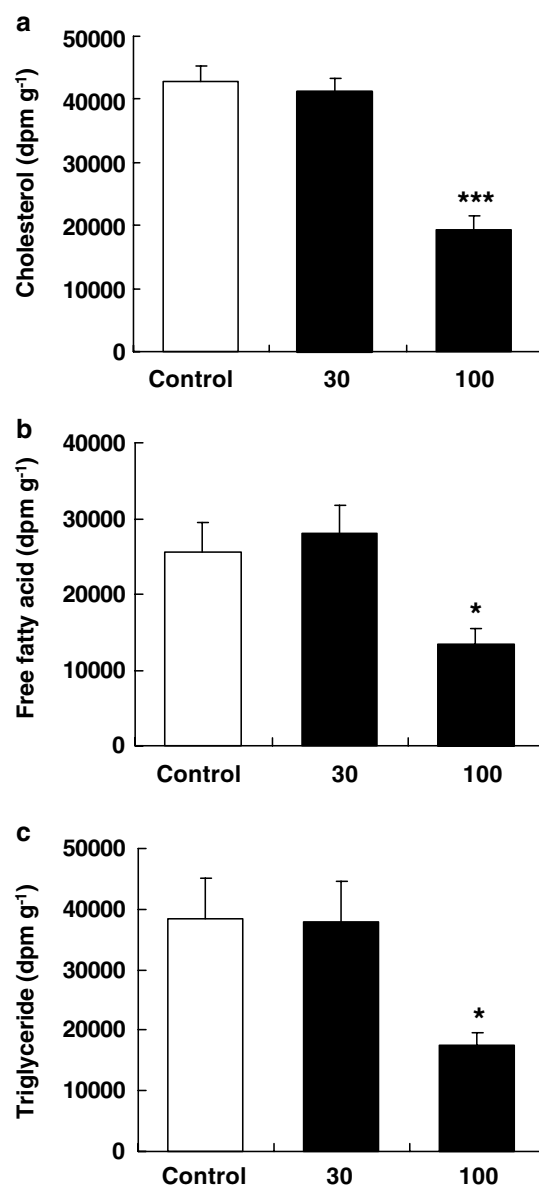 a
Cholesterol (dpm g⁻¹)
50000
40000
30000
20000
10000
0
***
Control 30 100
b
Free fatty acid (dpm g⁻¹)
40000
30000
20000
10000
0
*
Control 30 100
c
Triglyceride (dpm g⁻¹)
50000
40000
30000
20000
10000
0
*
Control 30 100